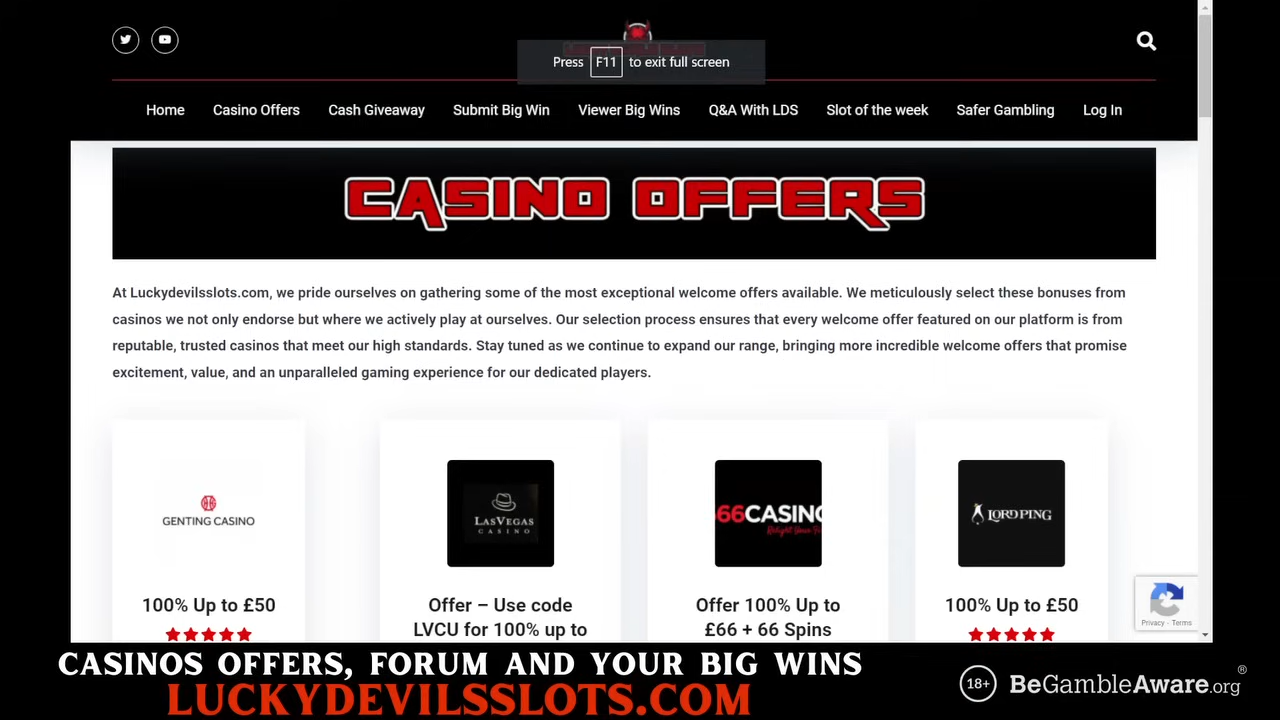 Press F11 to exit full screen
Home Casino Offers Cash Giveaway Submit Big Win Viewer Big Wins Q&A With LDS Slot of the week Safer Gambling Log In
CASINO OFFERS
At Luckydevilsslots.com, we pride ourselves on gathering some of the most exceptional welcome offers available. We meticulously select these bonuses from
casinos we not only endorse but where we actively play at ourselves. Our selection process ensures that every welcome offer featured on our platform is from
reputable, trusted casinos that meet our high standards. Stay tuned as we continue to expand our range, bringing more incredible welcome offers that promise
excitement, value, and an unparalleled gaming experience for our dedicated players.
GENTING CASINO
100% Up to £50
LASVEGAS
CASINO
Offer – Use code
LVCU for 100% up to
66CASINO
Offer 100% Up to
£66 + 66 Spins
LORD PING
100% Up to £50
Privacy - Terms
CASINOS OFFERS, FORUM AND YOUR BIG WINS
LUCKYDEVILSSLOTS.COM
18+ BeGambleAware.org®